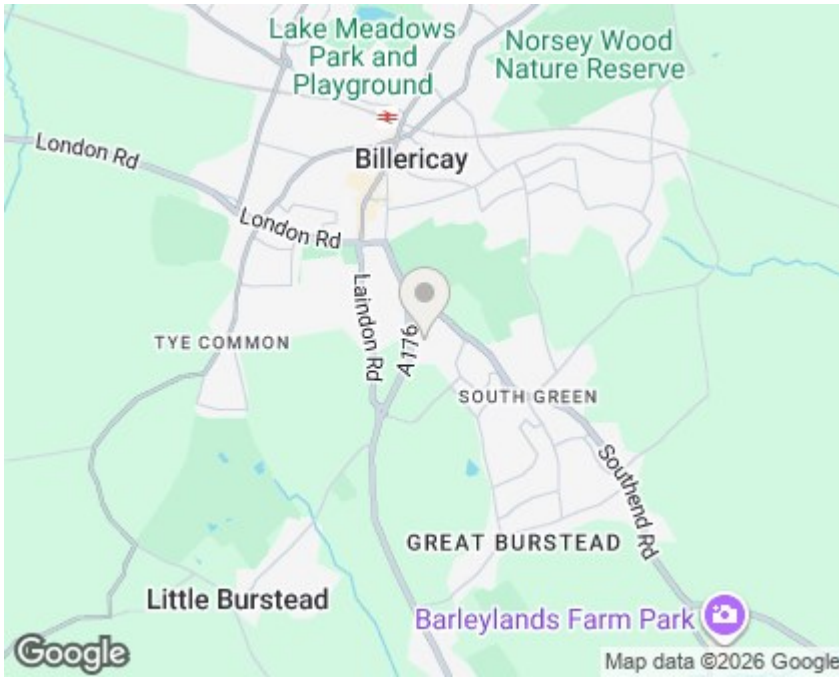 Lake Meadows
Park and
Playground
Norsey Wood
Nature Reserve
London Rd
Billericay
London Rd
Laindon Rd
A176
TYE COMMON
SOUTH GREEN
Southend Rd
GREAT BURSTEAD
Little Burstead
Barleylands Farm Park
Google
Map data ©2026 Google